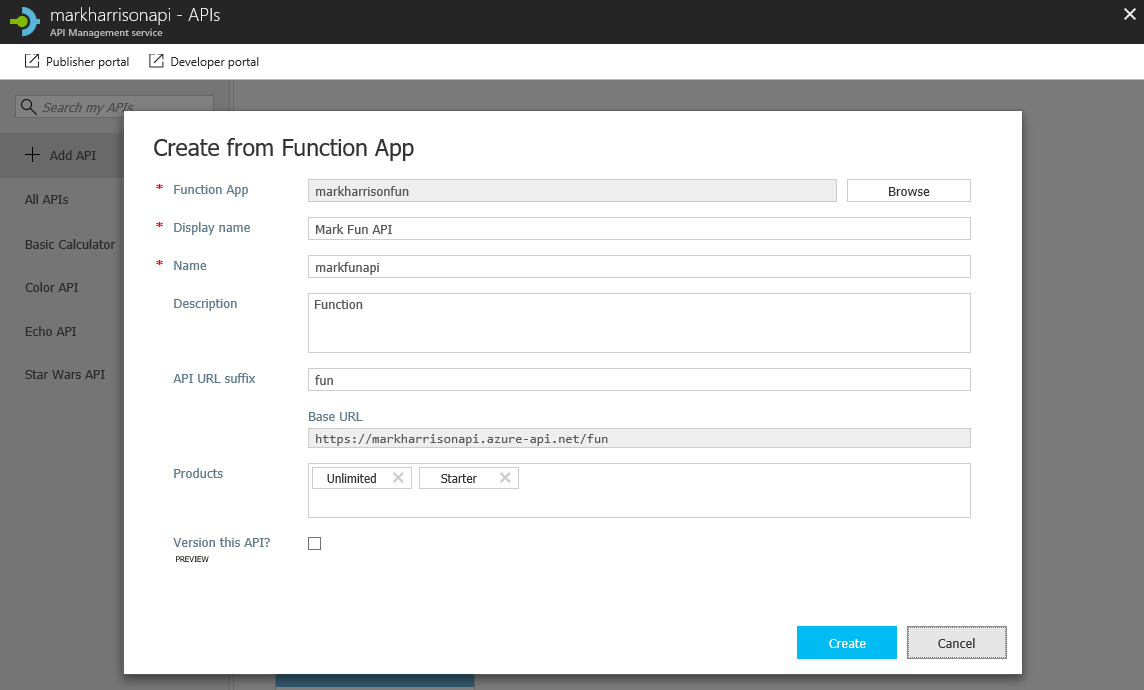 markharrisonapi - APIs
API Management service
Publisher portal Developer portal
Search my APIs
Add API
All APIs
Basic Calculator
Color API
Echo API
Star Wars API
Create from Function App
* Function App markharrisonfun Browse
* Display name Mark Fun API
* Name markfunapi
Description Function
API URL suffix fun
Base URL
https://markharrisonapi.azure-api.net/fun
Products Unlimited Starter
Version this API?
PREVIEW
Create Cancel